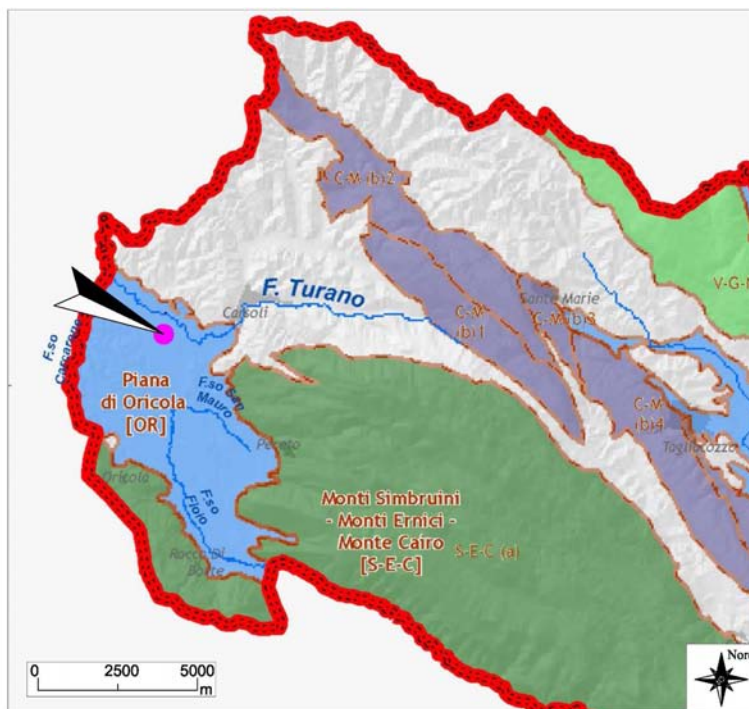 C-M (b)2
V-G-M
F. Turano
Sante Marie
Carsoli
C-M
(b)1
C-M (b)3
F.so
Carcarone
Piana
di Oricola
[OR]
F.so San
Mauro
C-M
(b)4
Tagliacozzo
Pereto
Oricola
F.so
Fioio
Rocca Di
Botte
Monti Simbruini
- Monti Ernici -
Monte Cairo
[S-E-C]
S-E-C (a)
0 2500 5000
m
Nord